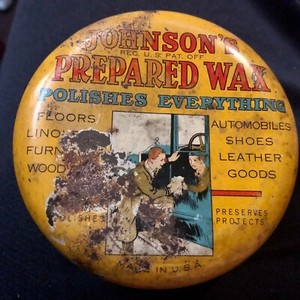 JOHNSON'S
REG. U.S. PAT. OFF.
PREPARED WAX
POLISHES EVERYTHING
FLOORS
LINO
FURN
WOOD
AUTOMOBILES
SHOES
LEATHER
GOODS
POLISHES
PRESERVES
PROTECTS
MADE IN U.S.A.